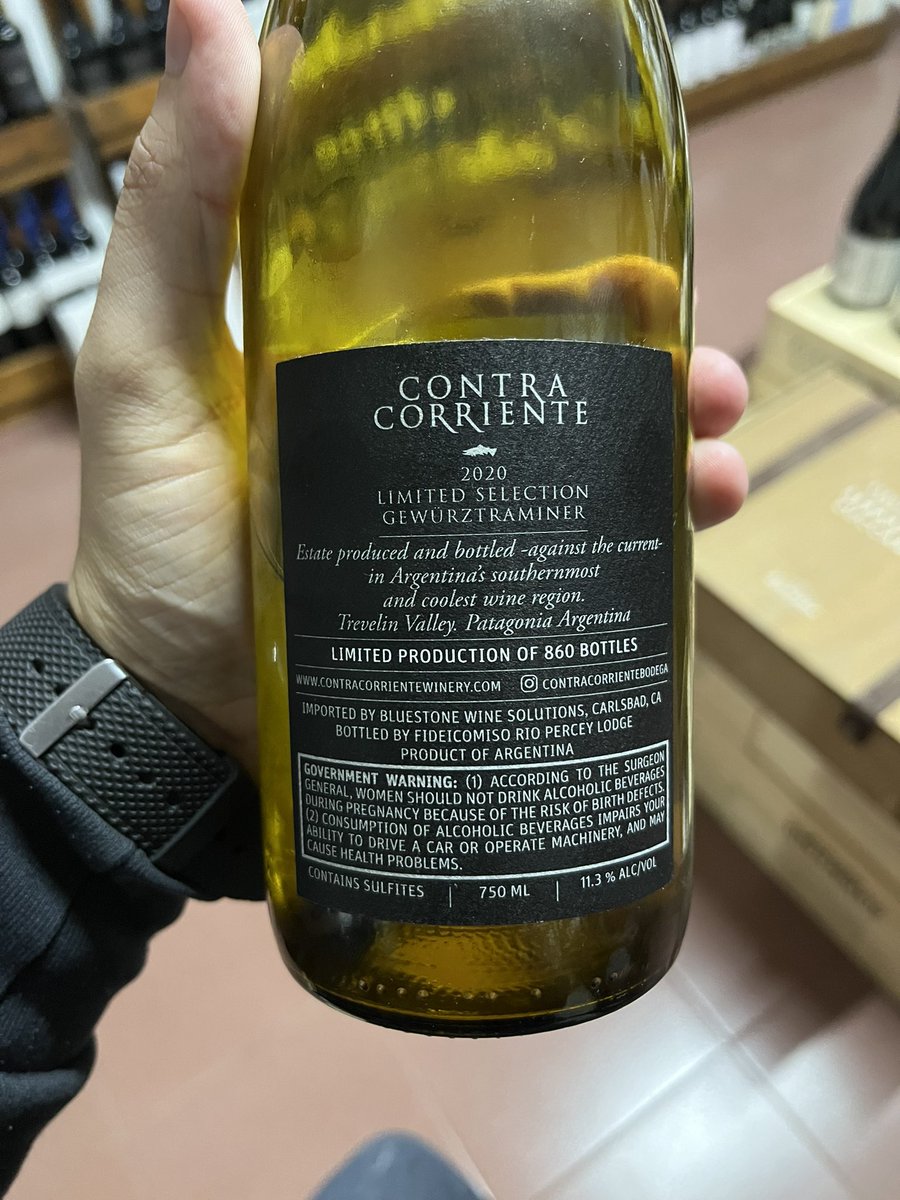 CONTRA
CORRIENTE
2020
LIMITED SELECTION
GEWÜRZTRAMINER
Estate produced and bottled -against the current-
in Argentina's southernmost
and coolest wine region.
Trevelin Valley. Patagonia Argentina
LIMITED PRODUCTION OF 860 BOTTLES
WWW.CONTRACORRIENTEWINERY.COM CONTRACORRIENTEBODEGA
IMPORTED BY BLUESTONE WINE SOLUTIONS, CARLSBAD, CA
BOTTLED BY FIDEICOMISO RIO PERCEY LODGE
PRODUCT OF ARGENTINA
GOVERNMENT WARNING: (1) ACCORDING TO THE SURGEON
GENERAL, WOMEN SHOULD NOT DRINK ALCOHOLIC BEVERAGES
DURING PREGNANCY BECAUSE OF THE RISK OF BIRTH DEFECTS.
(2) CONSUMPTION OF ALCOHOLIC BEVERAGES IMPAIRS YOUR
ABILITY TO DRIVE A CAR OR OPERATE MACHINERY, AND MAY
CAUSE HEALTH PROBLEMS.
CONTAINS SULFITES | 750 ML | 11.3 % ALC/VOL